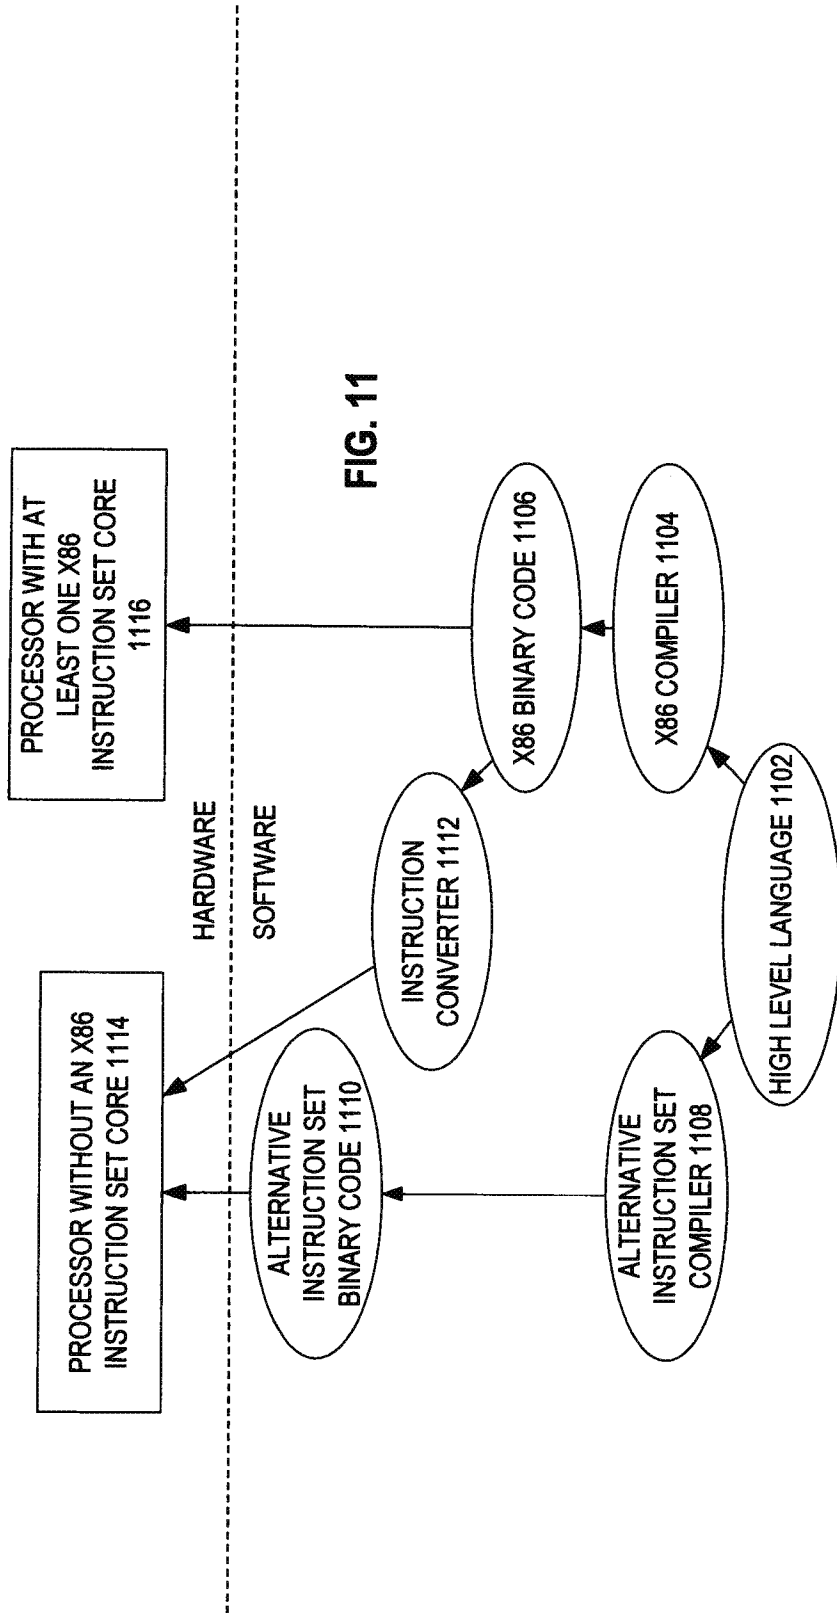 PROCESSOR WITHOUT AN X86
INSTRUCTION SET CORE 1114
PROCESSOR WITH AT
LEAST ONE X86
INSTRUCTION SET CORE
1116
HARDWARE
SOFTWARE
ALTERNATIVE
INSTRUCTION SET
BINARY CODE 1110
INSTRUCTION
CONVERTER 1112
FIG. 11
X86 BINARY CODE 1106
ALTERNATIVE
INSTRUCTION SET
COMPILER 1108
X86 COMPILER 1104
HIGH LEVEL LANGUAGE 1102